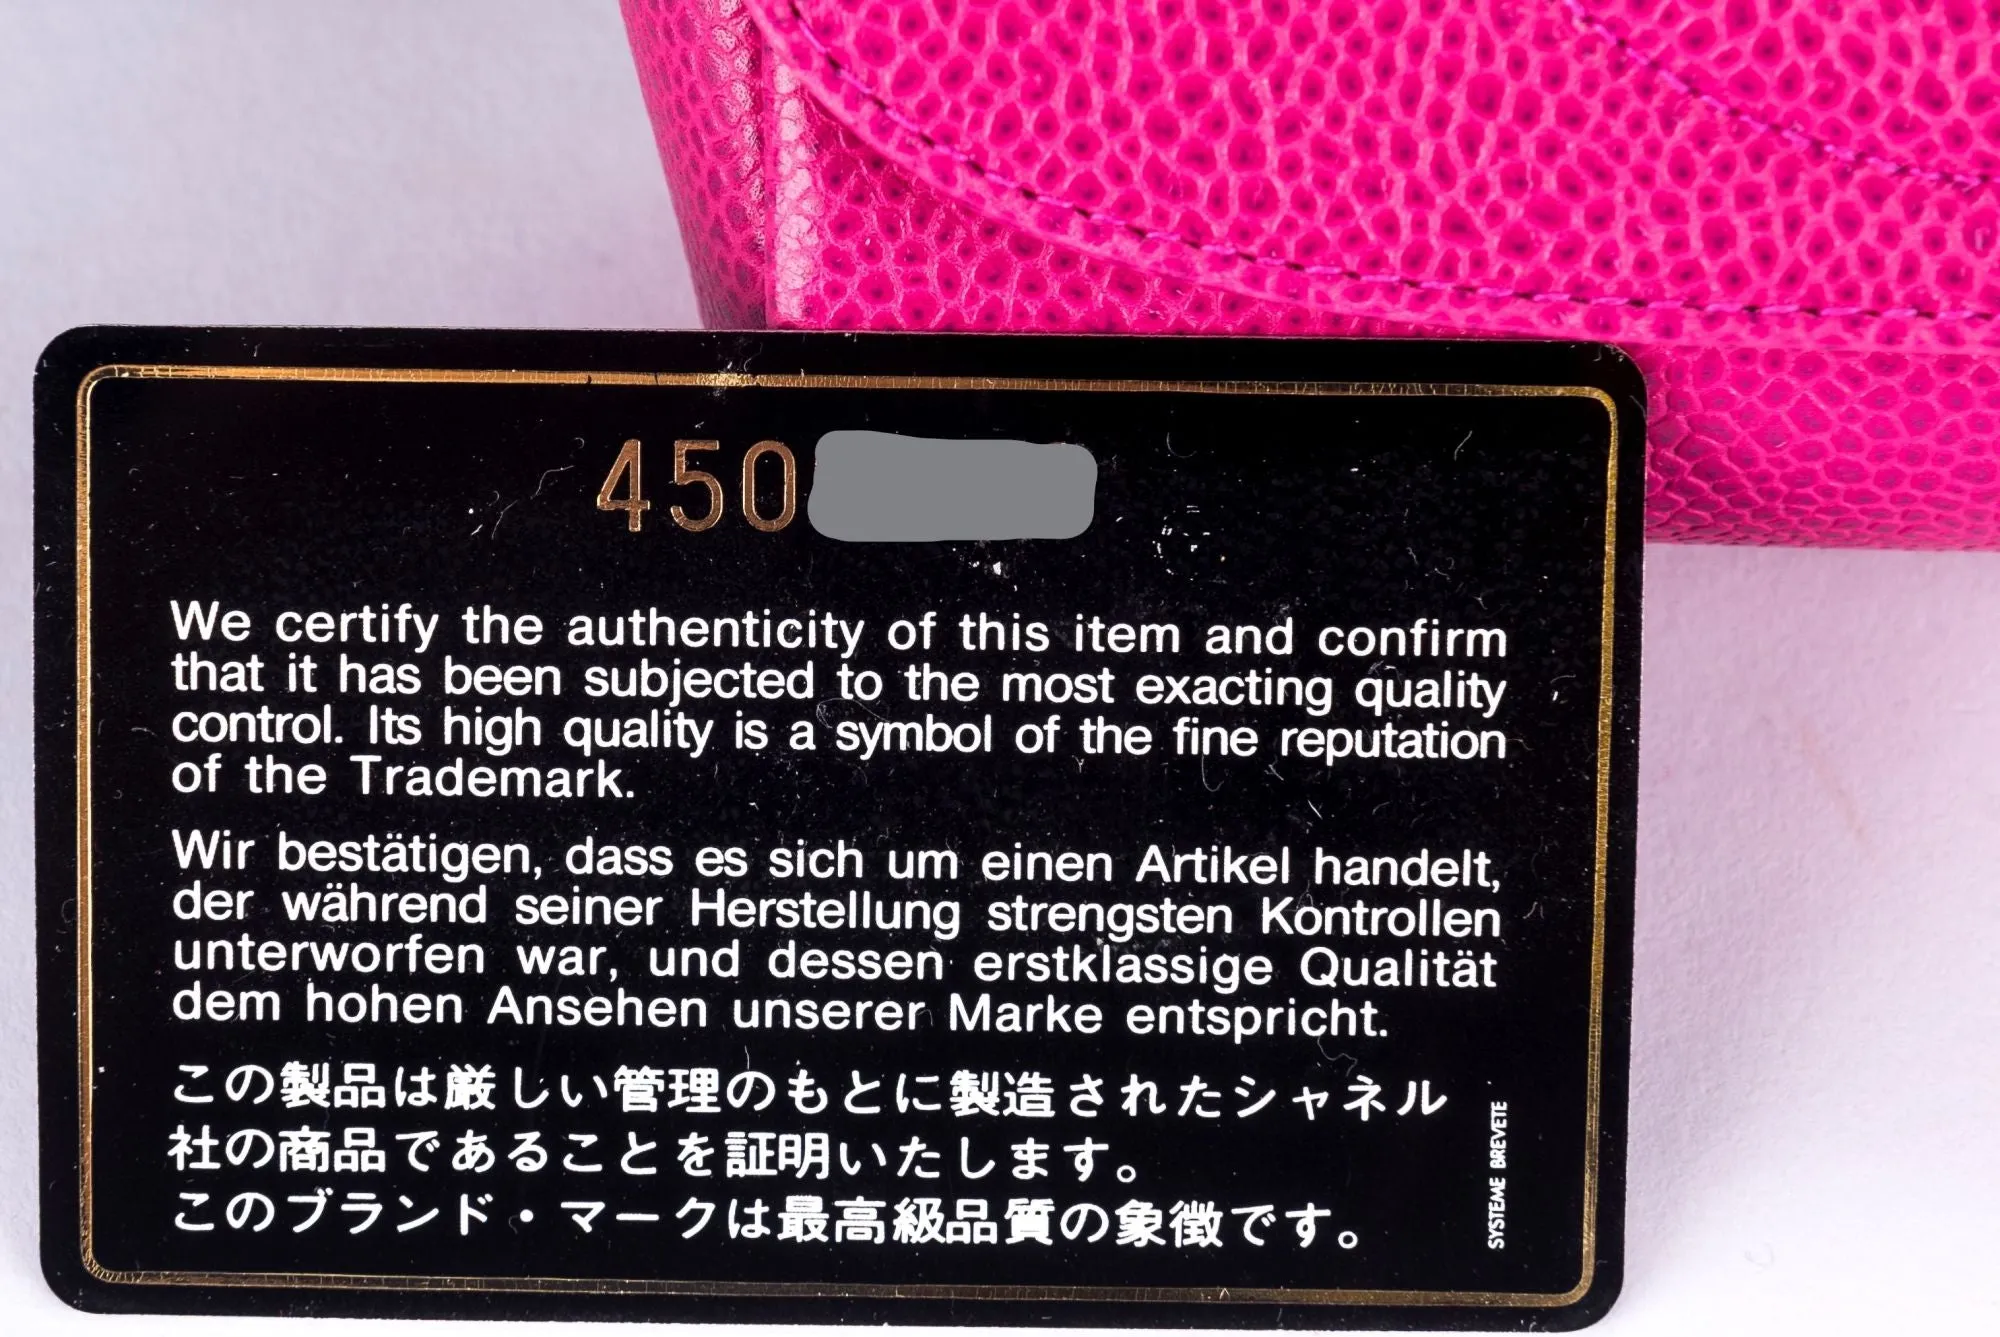 450
We certify the authenticity of this item and confirm
that it has been subjected to the most exacting quality
control. Its high quality is a symbol of the fine reputation
of the Trademark.
Wir bestätigen, dass es sich um einen Artikel handelt,
der während seiner Herstellung strengsten Kontrollen
unterworfen war, und dessen erstklassige Qualität
dem hohen Ansehen unserer Marke entspricht.
この製品は厳しい管理のもとに製造されたシャネル
社の商品であることを証明いたします。
このブランド・マークは最高級品質の象徴です。
SYSTEME BREVETE